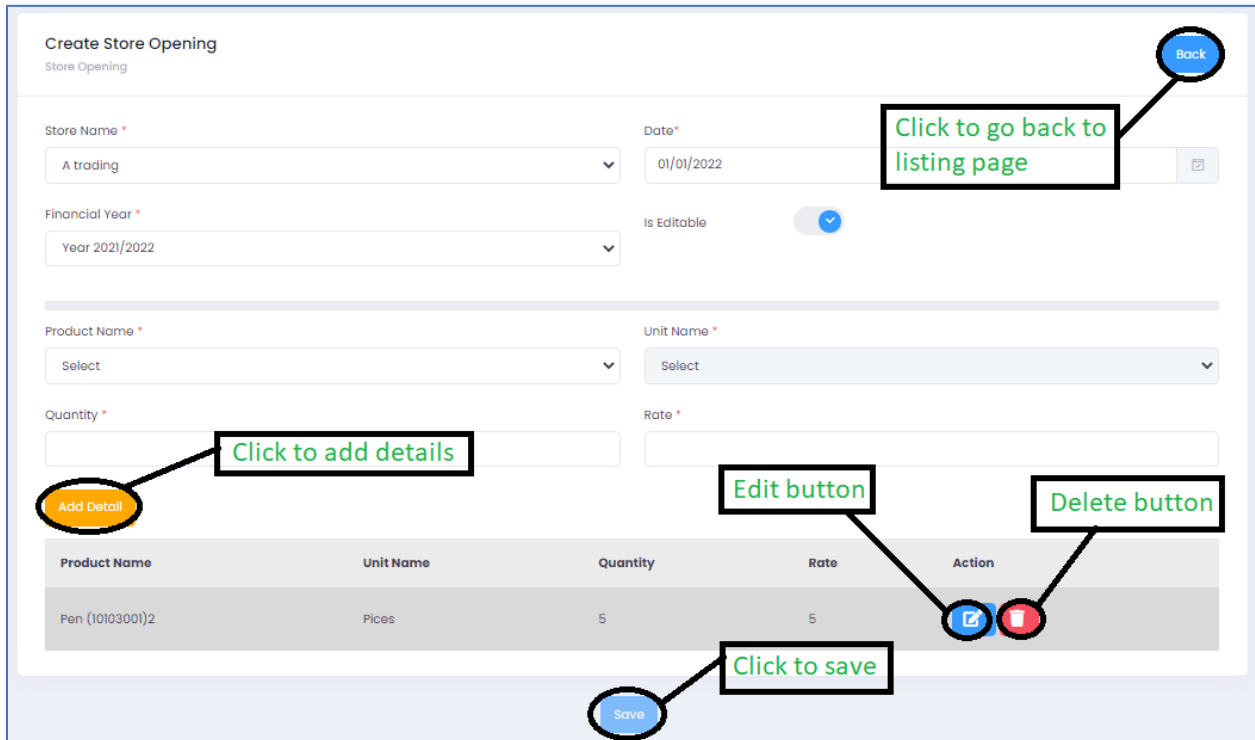 Create Store Opening
Store Opening
Back
Store Name *
Date*
Click to go back to
listing page
A trading
01/01/2022
Financial Year *
Is Editable
Year 2021/2022
Product Name *
Unit Name *
Select
Select
Quantity *
Rate *
Click to add details
Add Detail
Edit button
Delete button
Product Name
Unit Name
Quantity
Rate
Action
Pen (10103001)2
Pices
5
5
Click to save
Save